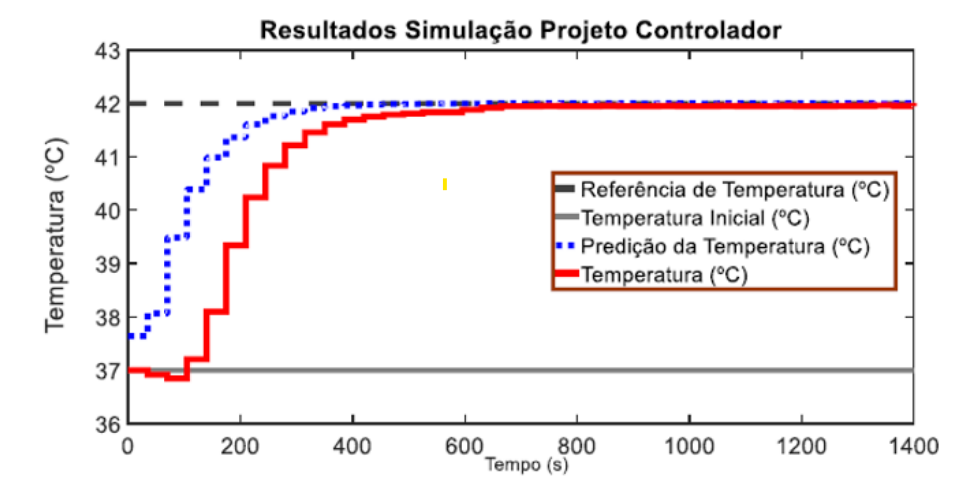 Resultados Simulação Projeto Controlador
43
42
41
40
39
38
37
36
Temperatura (ºC)
Referência de Temperatura (ºC)
Temperatura Inicial (ºC)
Predição da Temperatura (ºC)
Temperatura (ºC)
0 200 400 600 800 1000 1200 1400
Tempo (s)